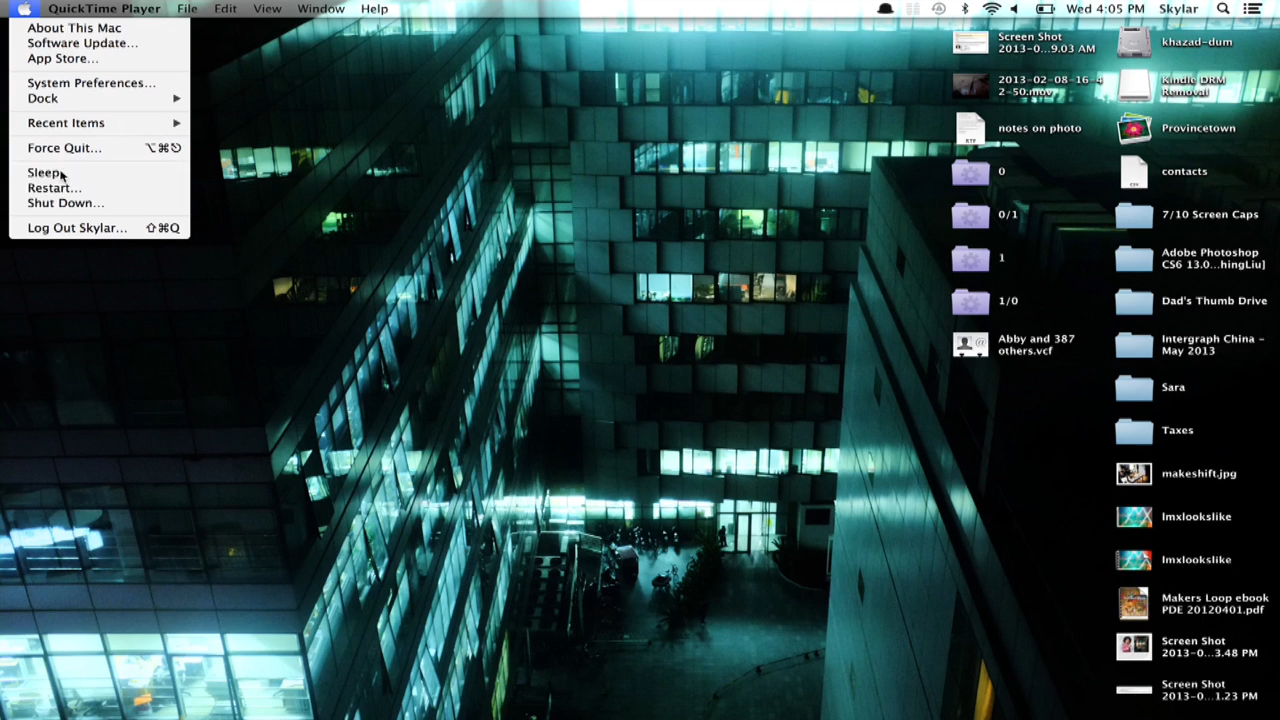 QuickTime Player File Edit View Window Help Wed 4:05 PM Skylar
About This Mac
Software Update...
App Store...
System Preferences...
Dock
Recent Items
Force Quit... ⌥⌘⎋
Sleep
Restart...
Shut Down...
Log Out Skylar... ⇧⌘Q
Screen Shot
2013-0...9.03 AM
2013-02-08-16-4
2-50.mov
RTF
notes on photo
0
0/1
1
1/0
Abby and 387
others.vcf
khazad-dum
Kindle DRM
Removal
Provincetown
CSV
contacts
7/10 Screen Caps
Adobe Photoshop
CS6 13.0...hingLiu]
Dad's Thumb Drive
Intergraph China -
May 2013
Sara
Taxes
makeshift.jpg
lmxlookslike
lmxlookslike
Makers Loop ebook
PDE 20120401.pdf
Screen Shot
2013-0...3.48 PM
Screen Shot
2013-0...1.23 PM